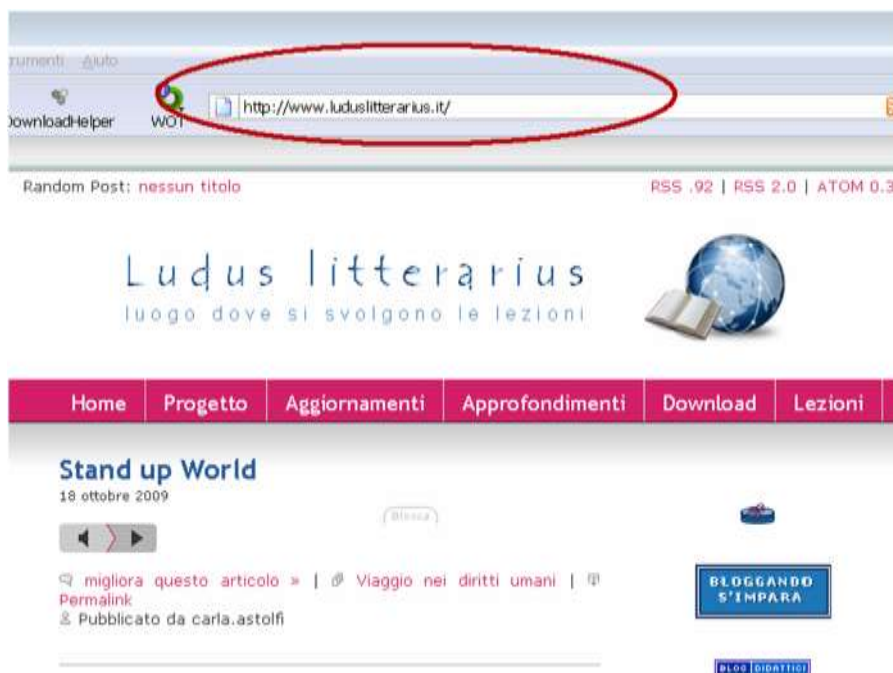 rumenti Aiuto
DownloadHelper
WOT
http://www.luduslitterarius.it/
Random Post: nessun titolo
RSS .92 | RSS 2.0 | ATOM 0.3
Ludus litterarius
luogo dove si svolgono le lezioni
Home Progetto Aggiornamenti Approfondimenti Download Lezioni
Stand up World
18 ottobre 2009
(Blocca)
migliora questo articolo » | Viaggio nei diritti umani |
Permalink
Pubblicato da carla.astolfi
BLOGGANDO
S'IMPARA
BLOG DIDATTICI